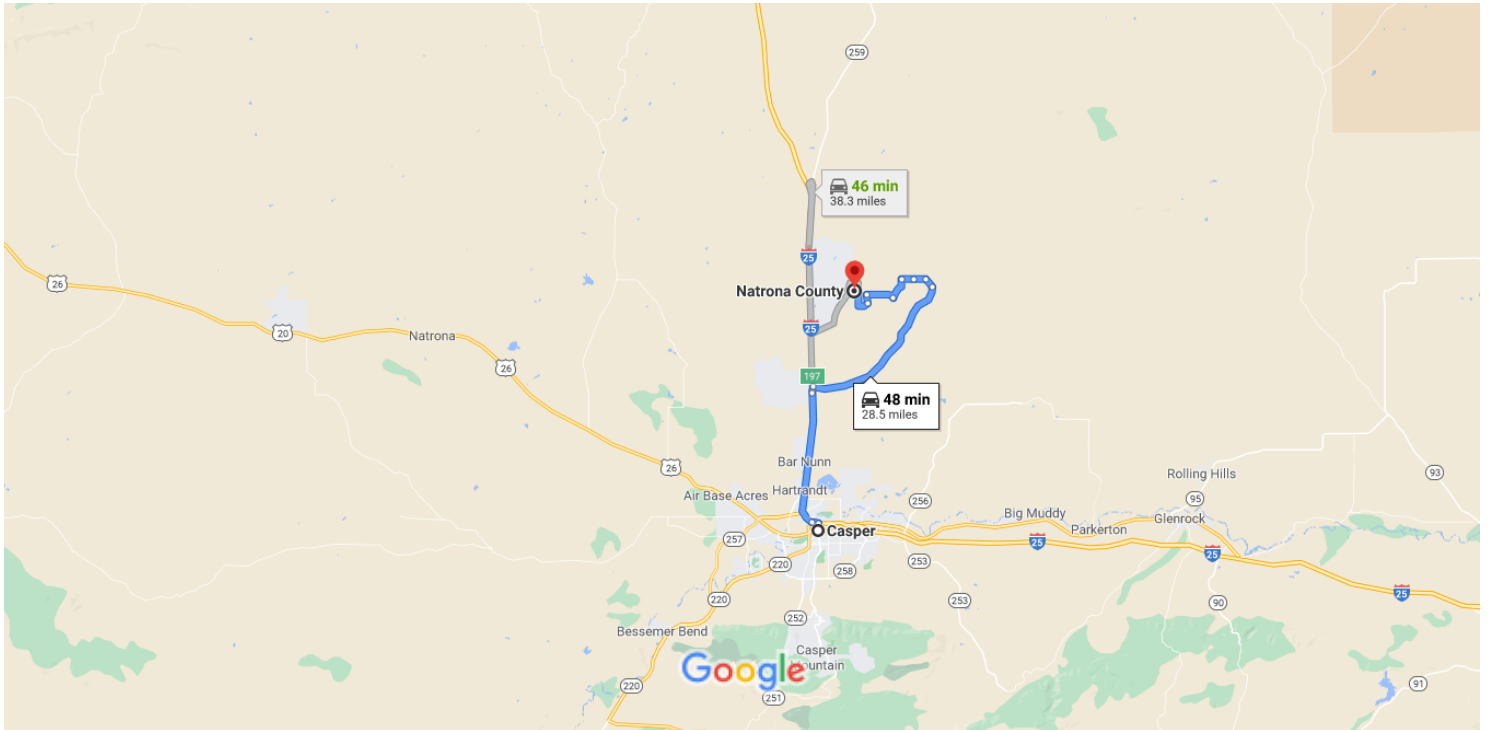 259
46 min
38.3 miles
25
26
Natrona County
20
Natrona
25
26
197
48 min
28.5 miles
Bar Nunn
26
Rolling Hills
93
Air Base Acres
Hartrandt
256
95
Big Muddy
Glenrock
Parkerton
Casper
257
25
25
220
258
253
25
220
253
90
252
Bessemer Bend
Casper
Mountain
Google
220
251
91